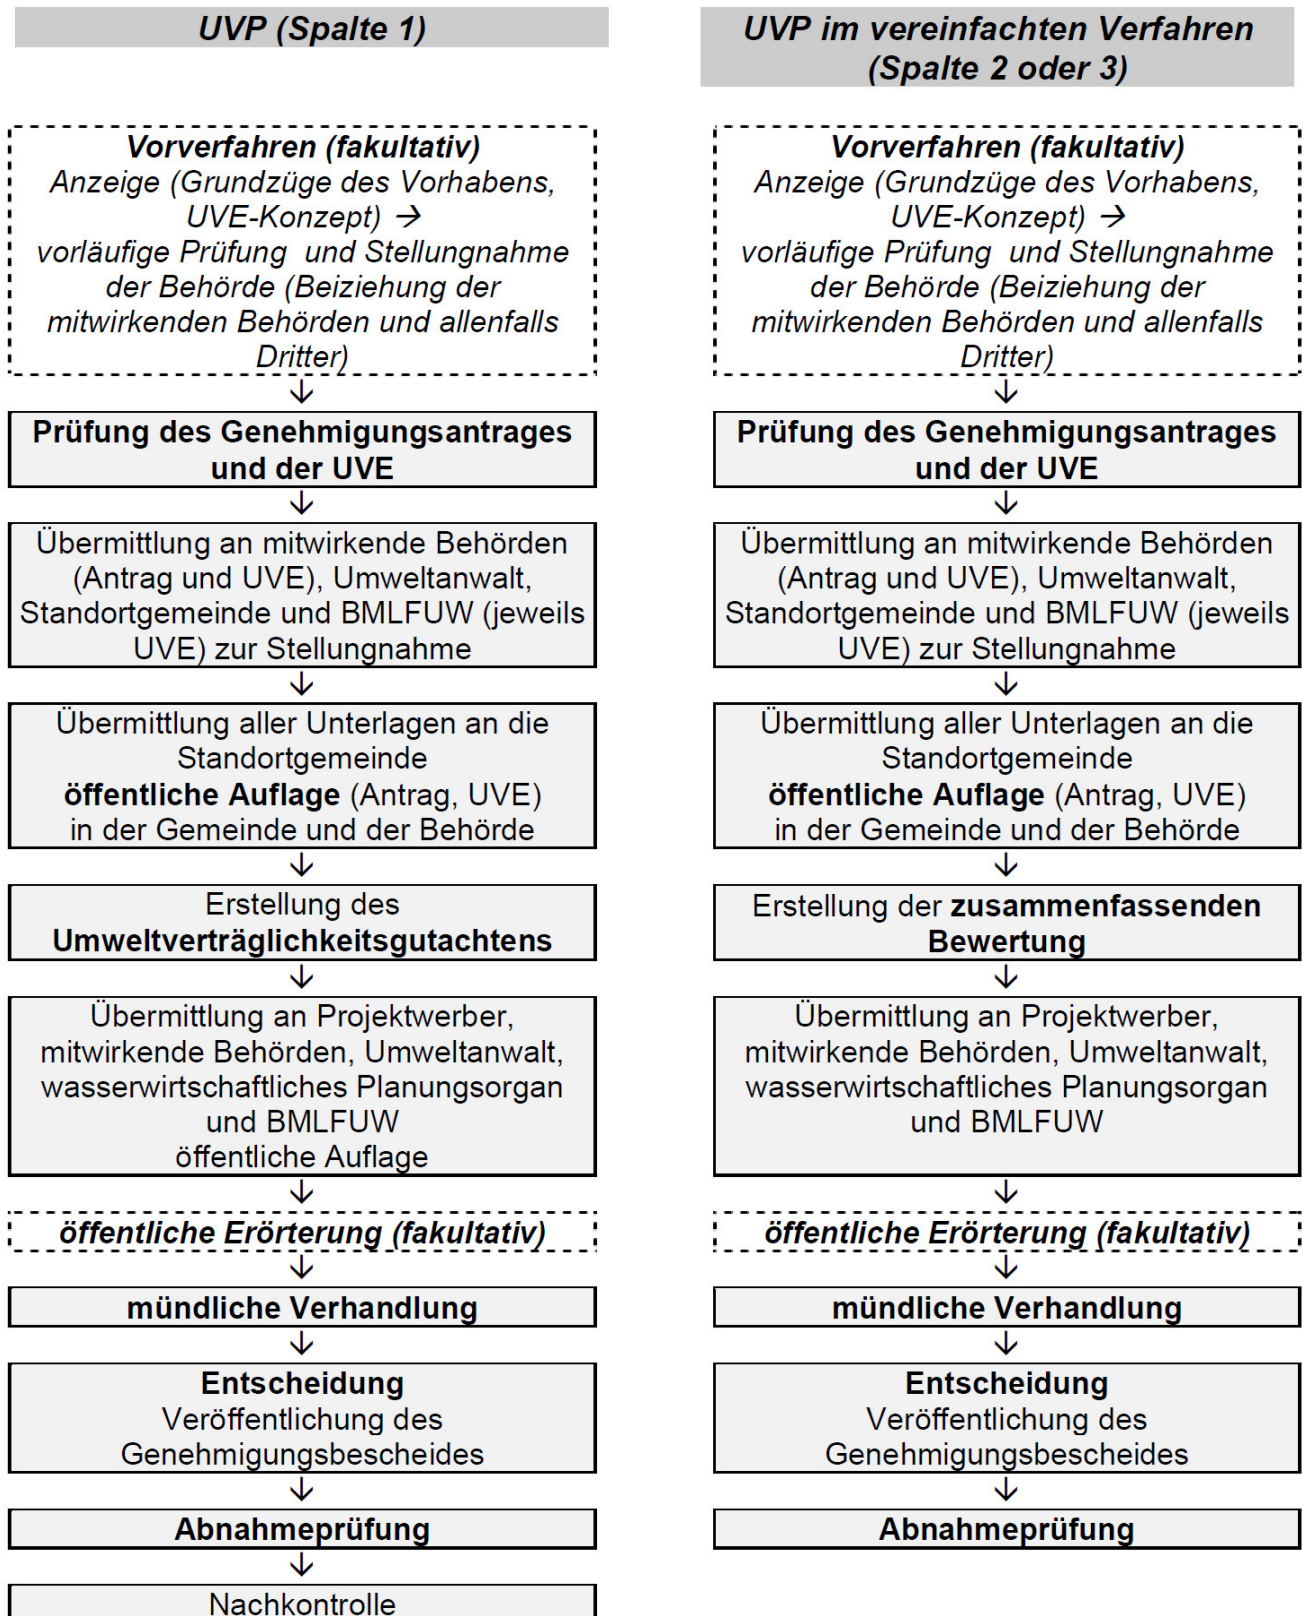 UVP (Spalte 1)
Vorverfahren (fakultativ)
Anzeige (Grundzüge des Vorhabens,
UVE-Konzept) →
vorläufige Prüfung und Stellungnahme
der Behörde (Beiziehung der
mitwirkenden Behörden und allenfalls
Dritter)
↓
Prüfung des Genehmigungsantrages
und der UVE
↓
Übermittlung an mitwirkende Behörden
(Antrag und UVE), Umweltanwalt,
Standortgemeinde und BMLFUW (jeweils
UVE) zur Stellungnahme
↓
Übermittlung aller Unterlagen an die
Standortgemeinde
öffentliche Auflage (Antrag, UVE)
in der Gemeinde und der Behörde
↓
Erstellung des
Umweltverträglichkeitsgutachtens
↓
Übermittlung an Projektwerber,
mitwirkende Behörden, Umweltanwalt,
wasserwirtschaftliches Planungsorgan
und BMLFUW
öffentliche Auflage
↓
öffentliche Erörterung (fakultativ)
↓
mündliche Verhandlung
↓
Entscheidung
Veröffentlichung des
Genehmigungsbescheides
↓
Abnahmeprüfung
↓
Nachkontrolle
UVP im vereinfachten Verfahren
(Spalte 2 oder 3)
Vorverfahren (fakultativ)
Anzeige (Grundzüge des Vorhabens,
UVE-Konzept) →
vorläufige Prüfung und Stellungnahme
der Behörde (Beiziehung der
mitwirkenden Behörden und allenfalls
Dritter)
↓
Prüfung des Genehmigungsantrages
und der UVE
↓
Übermittlung an mitwirkende Behörden
(Antrag und UVE), Umweltanwalt,
Standortgemeinde und BMLFUW (jeweils
UVE) zur Stellungnahme
↓
Übermittlung aller Unterlagen an die
Standortgemeinde
öffentliche Auflage (Antrag, UVE)
in der Gemeinde und der Behörde
↓
Erstellung der zusammenfassenden
Bewertung
↓
Übermittlung an Projektwerber,
mitwirkende Behörden, Umweltanwalt,
wasserwirtschaftliches Planungsorgan
und BMLFUW
↓
öffentliche Erörterung (fakultativ)
↓
mündliche Verhandlung
↓
Entscheidung
Veröffentlichung des
Genehmigungsbescheides
↓
Abnahmeprüfung